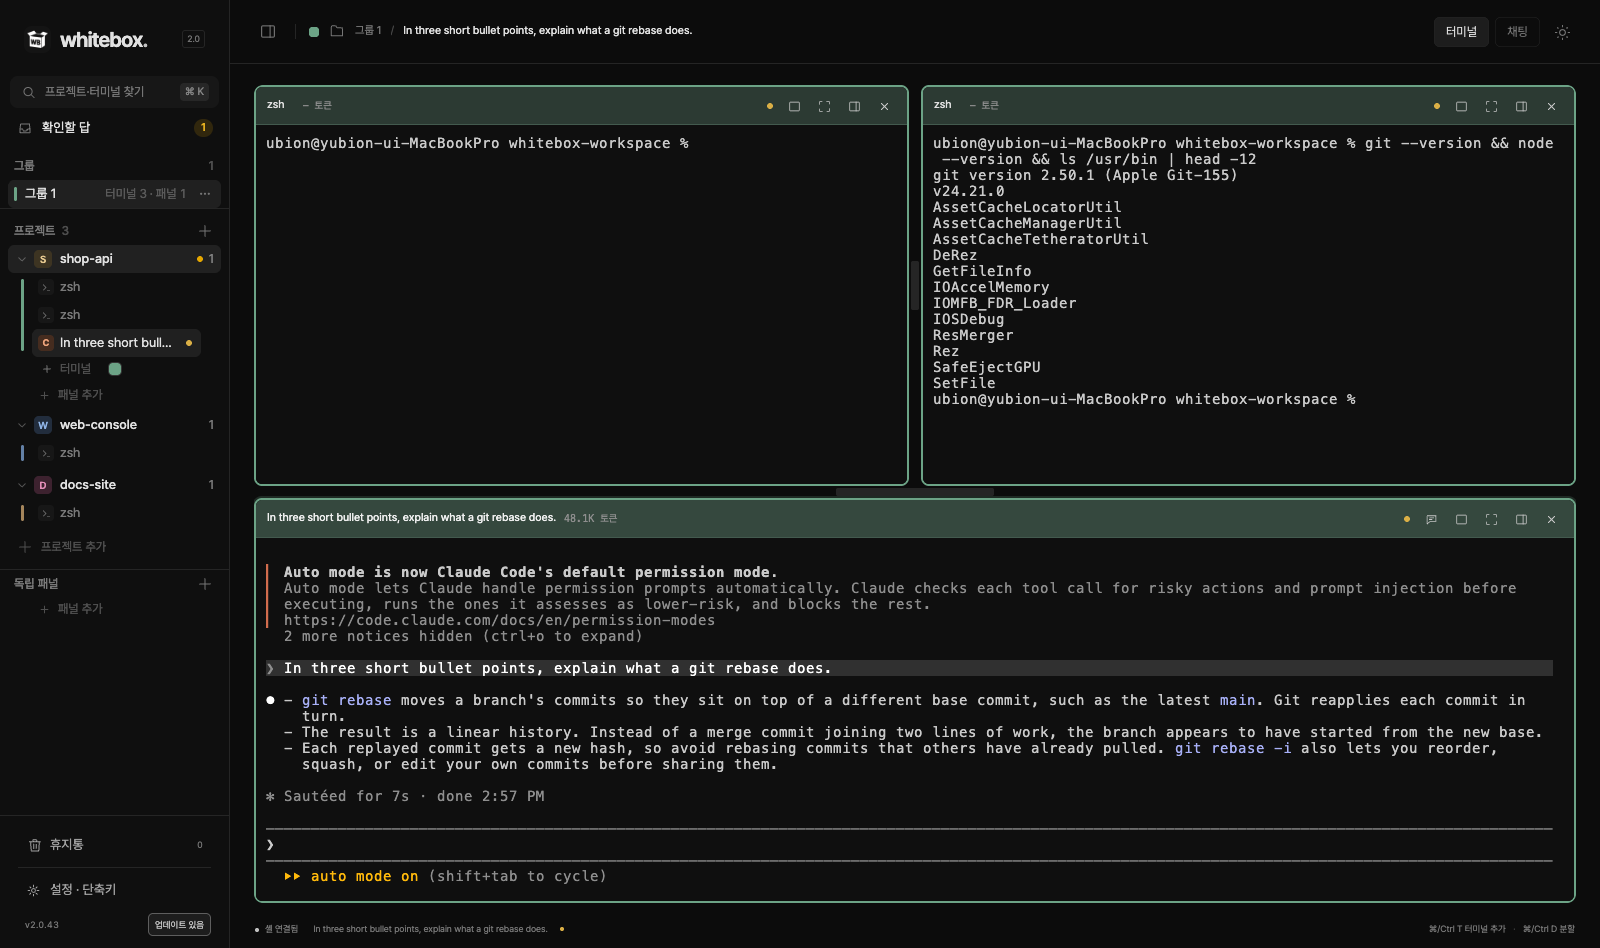 whitebox.
2.0
프로젝트·터미널 찾기
⌘ K
확인할 답
1
그룹
1
그룹 1
터미널 3 · 패널 1
프로젝트 3
S shop-api
1
zsh
zsh
C In three short bull...
터미널
패널 추가
W web-console
1
zsh
D docs-site
1
zsh
프로젝트 추가
독립 패널
패널 추가
휴지통
0
설정 · 단축키
v2.0.43
업데이트 있음
그룹 1 / In three short bullet points, explain what a git rebase does.
터미널
채팅
zsh – 토큰
ubion@yubion-ui-MacBookPro whitebox-workspace %
zsh – 토큰
ubion@yubion-ui-MacBookPro whitebox-workspace % git --version && node
--version && ls /usr/bin | head -12
git version 2.50.1 (Apple Git-155)
v24.21.0
AssetCacheLocatorUtil
AssetCacheManagerUtil
AssetCacheTetheratorUtil
DeRez
GetFileInfo
IOAccelMemory
IOMFB_FDR_Loader
IOSDebug
ResMerger
Rez
SafeEjectGPU
SetFile
ubion@yubion-ui-MacBookPro whitebox-workspace %
In three short bullet points, explain what a git rebase does. 48.1K 토큰
Auto mode is now Claude Code's default permission mode.
Auto mode lets Claude handle permission prompts automatically. Claude checks each tool call for risky actions and prompt injection before
executing, runs the ones it assesses as lower-risk, and blocks the rest.
https://code.claude.com/docs/en/permission-modes
2 more notices hidden (ctrl+o to expand)
❯ In three short bullet points, explain what a git rebase does.
● – git rebase moves a branch's commits so they sit on top of a different base commit, such as the latest main. Git reapplies each commit in
turn.
– The result is a linear history. Instead of a merge commit joining two lines of work, the branch appears to have started from the new base.
– Each replayed commit gets a new hash, so avoid rebasing commits that others have already pulled. git rebase -i also lets you reorder,
squash, or edit your own commits before sharing them.
✻ Sautéed for 7s · done 2:57 PM
❯
⏵⏵ auto mode on (shift+tab to cycle)
셸 연결됨
In three short bullet points, explain what a git rebase does.
⌘/Ctrl T 터미널 추가 · ⌘/Ctrl D 분할